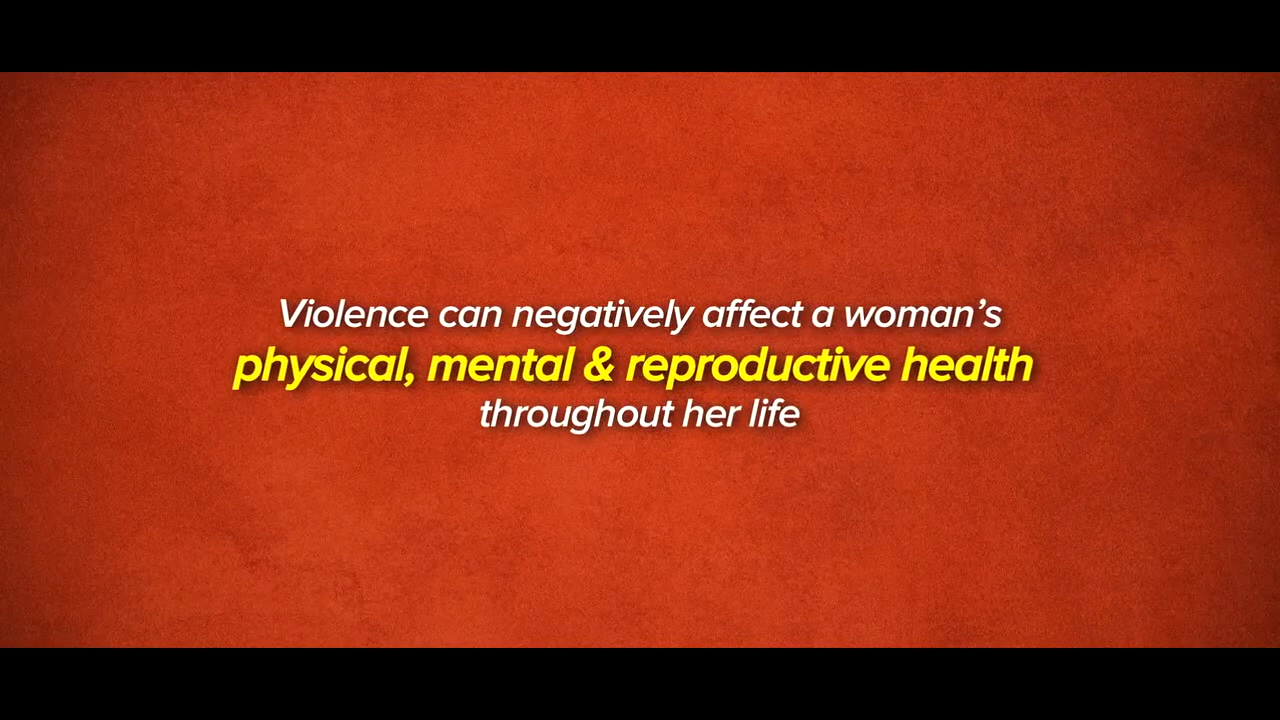 Violence can negatively affect a woman’s
physical, mental & reproductive health
throughout her life